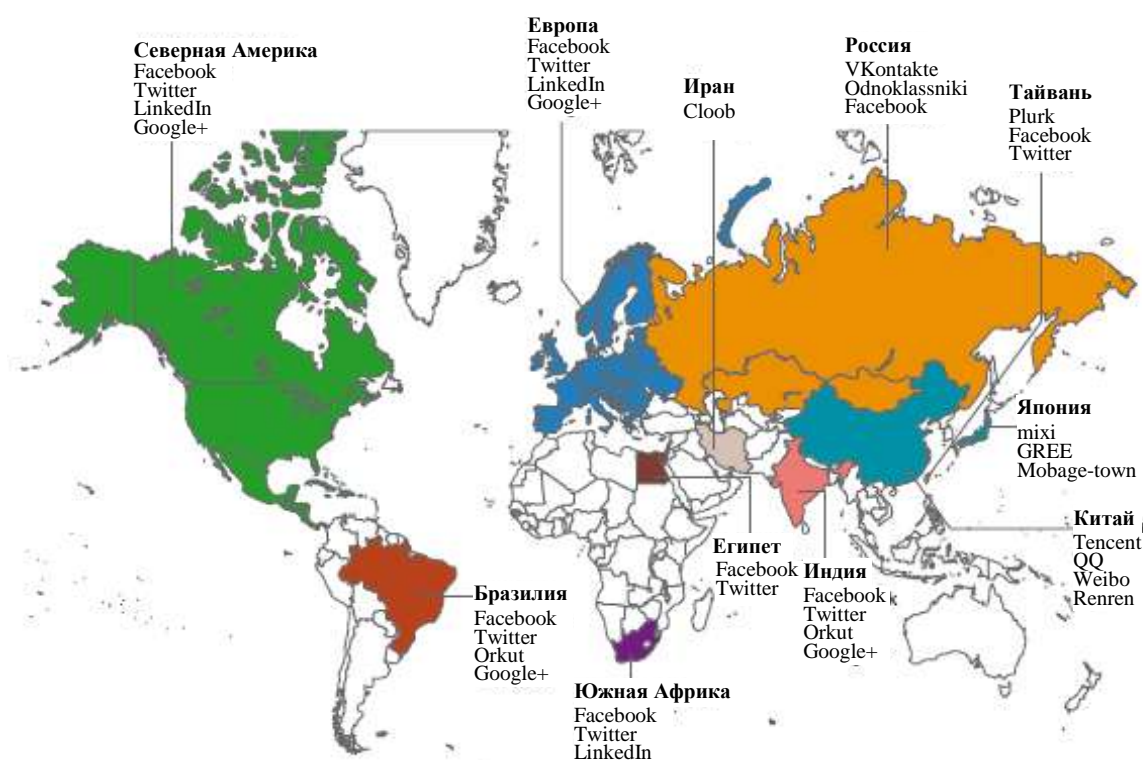 Северная Америка
Facebook
Twitter
LinkedIn
Google+
Европа
Facebook
Twitter
LinkedIn
Google+
Иран
Cloob
Россия
VKontakte
Odnoklassniki
Facebook
Тайвань
Plurk
Facebook
Twitter
Япония
mixi
GREE
Mobage-town
Китай
Tencent
QQ
Weibo
Renren
Египет
Facebook
Twitter
Индия
Facebook
Twitter
Orkut
Google+
Бразилия
Facebook
Twitter
Orkut
Google+
Южная Африка
Facebook
Twitter
LinkedIn